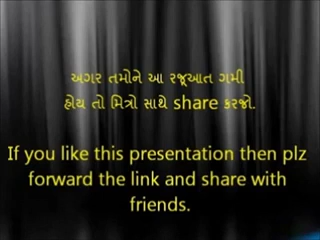 અગર તમોને આ રજૂઆત ગમી
હોય તો મિત્રો સાથે share કરજો.
If you like this presentation then plz
forward the link and share with
friends.